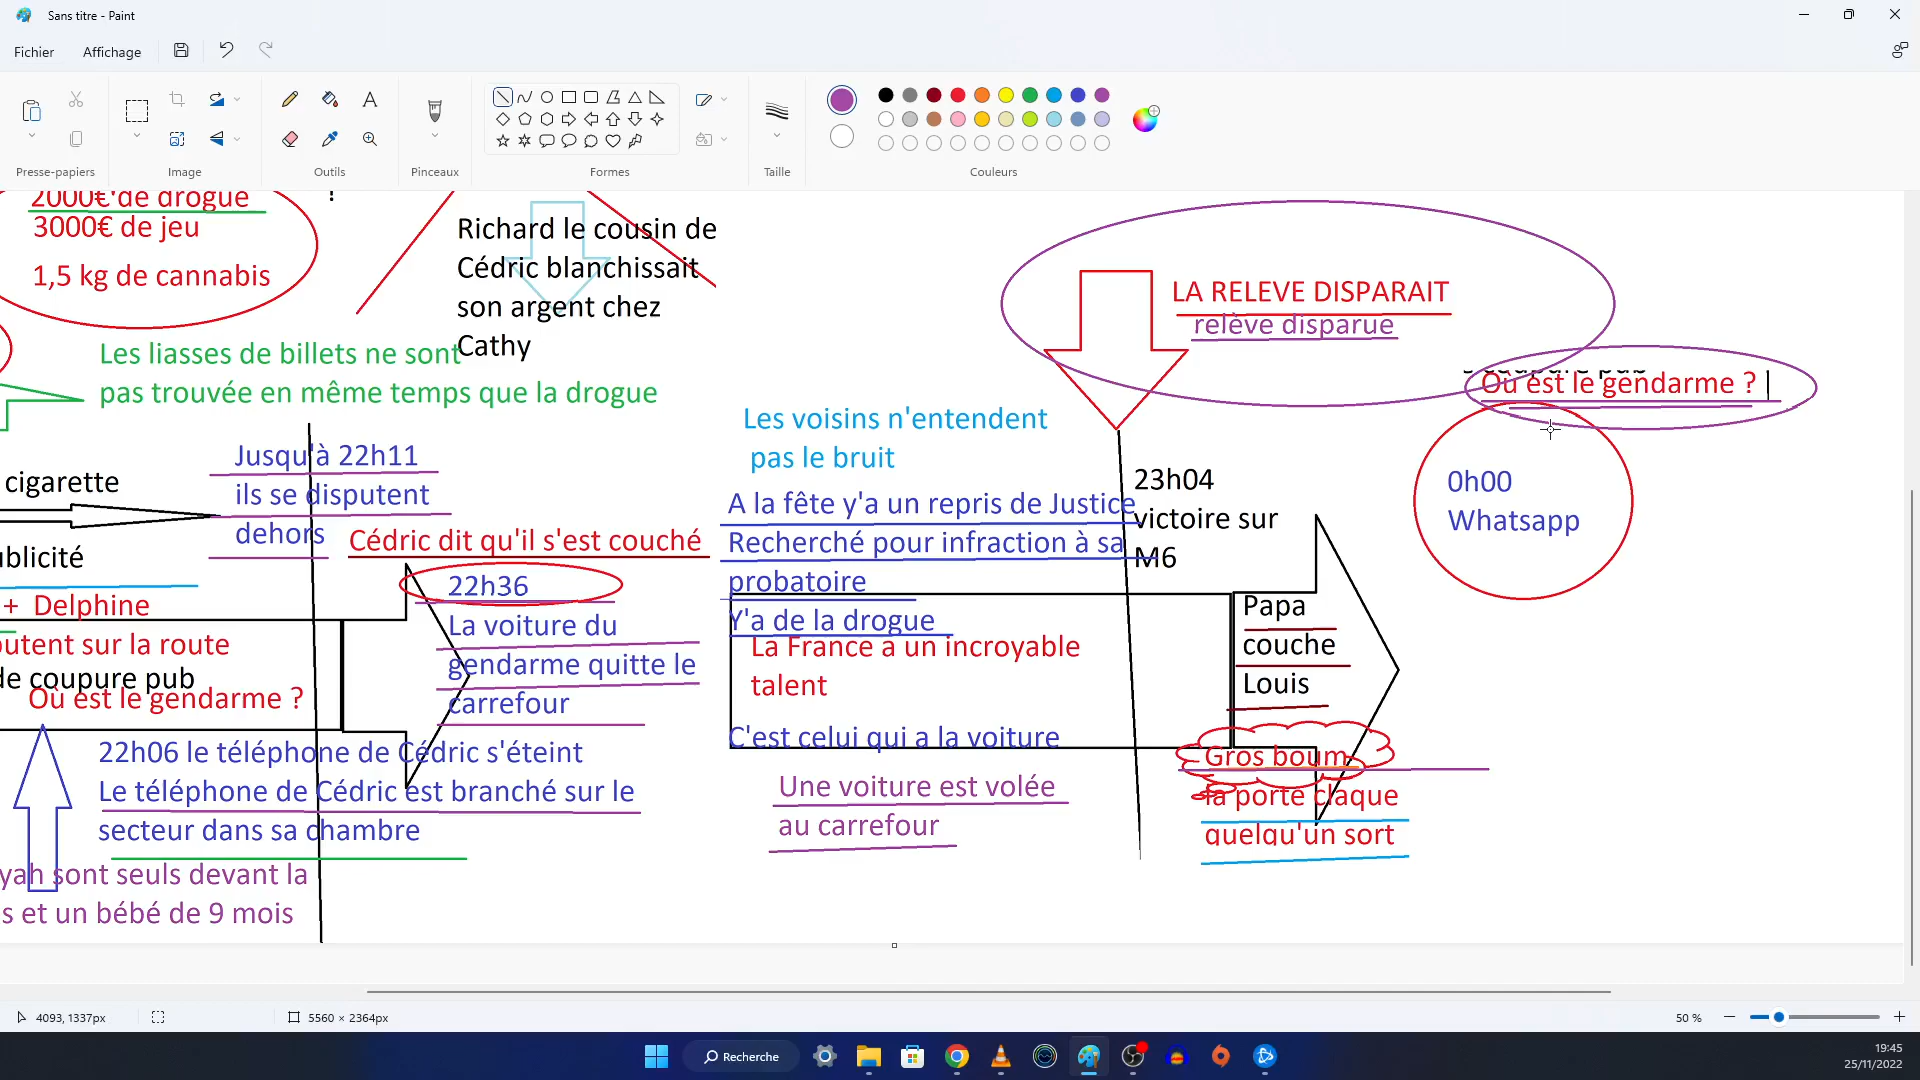 Sans titre - Paint
Fichier
Affichage
Presse-papiers
Image
Outils
Pinceaux
Formes
Taille
Couleurs
2000€ de drogue
3000€ de jeu
1,5 kg de cannabis
!
Richard le cousin de
Cédric blanchissait
son argent chez
Cathy
Les liasses de billets ne sont
pas trouvée en même temps que la drogue
LA RELEVE DISPARAIT
relève disparue
coupure pub
Où est le gendarme ?
0h00
Whatsapp
Les voisins n'entendent
pas le bruit
cigarette
Jusqu'à 22h11
ils se disputent
dehors
Cédric dit qu'il s'est couché
22h36
La voiture du
gendarme quitte le
carrefour
A la fête y'a un repris de Justice
Recherché pour infraction à sa
probatoire
Y'a de la drogue
La France a un incroyable
talent
C'est celui qui a la voiture
Une voiture est volée
au carrefour
23h04
victoire sur
M6
Papa
couche
Louis
Gros boum
la porte claque
quelqu'un sort
ublicité
+ Delphine
putent sur la route
de coupure pub
Où est le gendarme ?
22h06 le téléphone de Cédric s'éteint
Le téléphone de Cédric est branché sur le
secteur dans sa chambre
yah sont seuls devant la
s et un bébé de 9 mois
4093, 1337px
5560 × 2364px
50 %
Recherche
19:45
25/11/2022